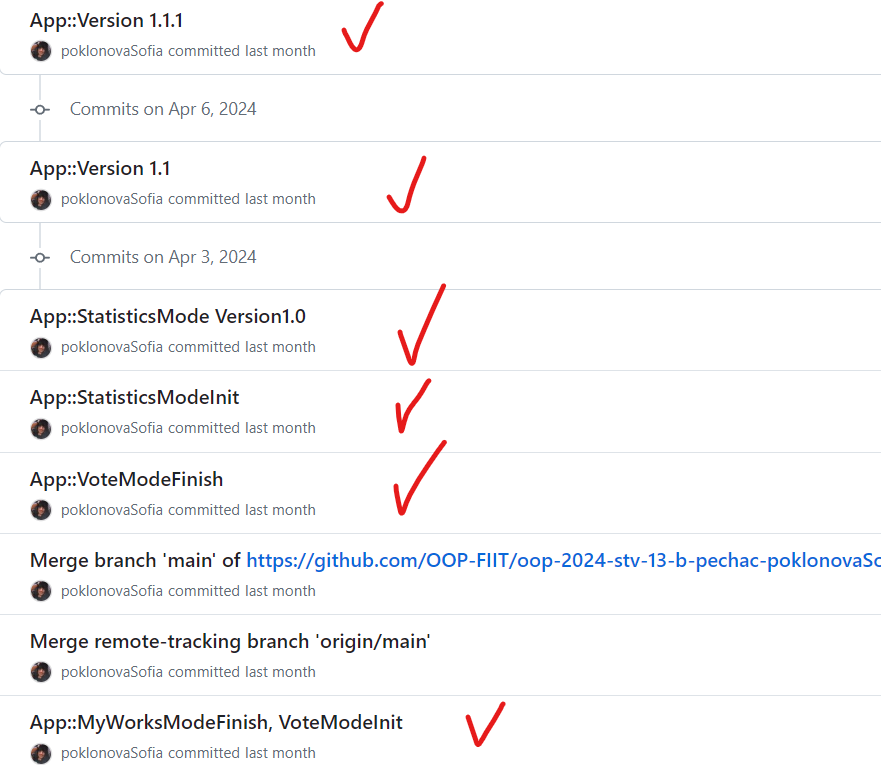 App::Version 1.1.1
poklonovaSofia committed last month
Commits on Apr 6, 2024
App::Version 1.1
poklonovaSofia committed last month
Commits on Apr 3, 2024
App::StatisticsMode Version1.0
poklonovaSofia committed last month
App::StatisticsModeInit
poklonovaSofia committed last month
App::VoteModeFinish
poklonovaSofia committed last month
Merge branch 'main' of https://github.com/OOP-FIIT/oop-2024-stv-13-b-pechac-poklonovaSo
poklonovaSofia committed last month
Merge remote-tracking branch 'origin/main'
poklonovaSofia committed last month
App::MyWorksModeFinish, VoteModeInit
poklonovaSofia committed last month